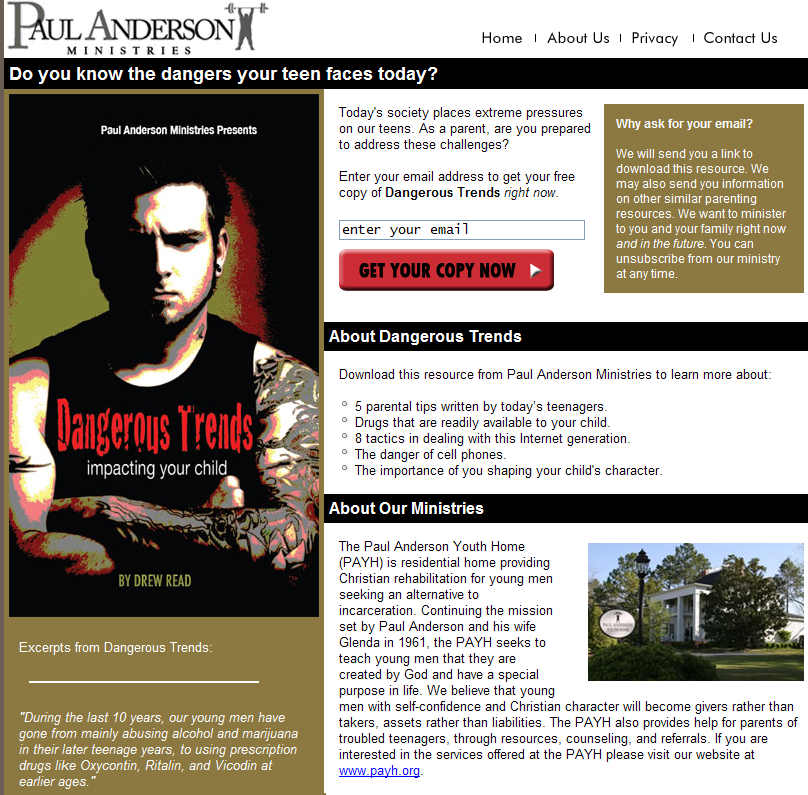 PAUL ANDERSON
MINISTRIES
Home | About Us | Privacy | Contact Us
Do you know the dangers your teen faces today?
Paul Anderson Ministries Presents
Dangerous Trends
impacting your child
BY DREW READ
Excerpts from Dangerous Trends:
"During the last 10 years, our young men have
gone from mainly abusing alcohol and marijuana
in their later teenage years, to using prescription
drugs like Oxycontin, Ritalin, and Vicodin at
earlier ages."
Today's society places extreme pressures
on our teens. As a parent, are you prepared
to address these challenges?
Enter your email address to get your free
copy of Dangerous Trends right now.
enter your email
GET YOUR COPY NOW
Why ask for your email?
We will send you a link to
download this resource. We
may also send you information
on other similar parenting
resources. We want to minister
to you and your family right now
and in the future. You can
unsubscribe from our ministry
at any time.
About Dangerous Trends
Download this resource from Paul Anderson Ministries to learn more about:
5 parental tips written by today's teenagers.
Drugs that are readily available to your child.
8 tactics in dealing with this Internet generation.
The danger of cell phones.
The importance of you shaping your child's character.
About Our Ministries
The Paul Anderson Youth Home
(PAYH) is residential home providing
Christian rehabilitation for young men
seeking an alternative to
incarceration. Continuing the mission
set by Paul Anderson and his wife
Glenda in 1961, the PAYH seeks to
teach young men that they are
created by God and have a special
purpose in life. We believe that young
men with self-confidence and Christian character will become givers rather than
takers, assets rather than liabilities. The PAYH also provides help for parents of
troubled teenagers, through resources, counseling, and referrals. If you are
interested in the services offered at the PAYH please visit our website at
www.payh.org.
PAUL ANDERSON